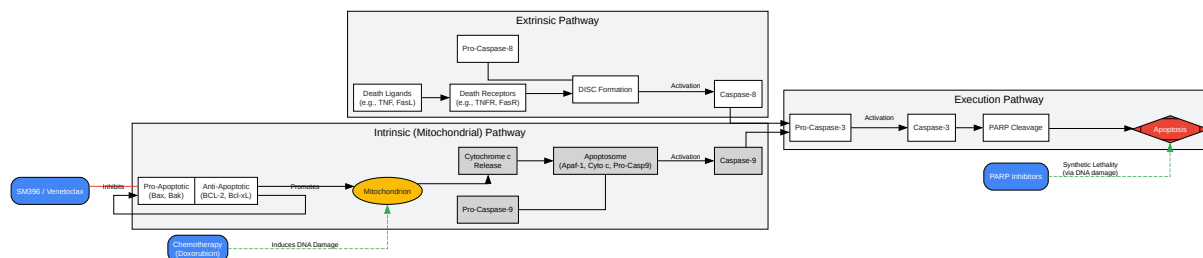 Extrinsic Pathway
Pro-Caspase-8
Death Ligands
(e.g., TNF, FasL)
Death Receptors
(e.g., TNFR, FasR)
DISC Formation
Activation
Caspase-8
Intrinsic (Mitochondrial) Pathway
SM396 / Venetoclax
Inhibits
Pro-Apoptotic
(Bax, Bak)
Anti-Apoptotic
(BCL-2, Bcl-xL)
Promotes
Mitochondrion
Cytochrome c
Release
Apoptosome
(Apaf-1, Cyto c, Pro-Casp9)
Activation
Caspase-9
Pro-Caspase-9
Chemotherapy
(Doxorubicin)
Induces DNA Damage
Execution Pathway
Pro-Caspase-3
Activation
Caspase-3
PARP Cleavage
Apoptosis
PARP Inhibitors
Synthetic Lethality
(via DNA damage)